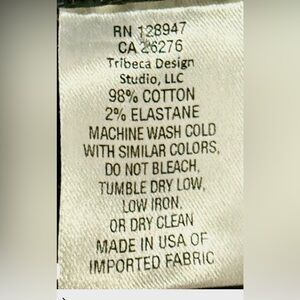 RN 128947
CA 26276
Tribeca Design
Studio, LLC
98% COTTON
2% ELASTANE
MACHINE WASH COLD
WITH SIMILAR COLORS,
DO NOT BLEACH,
TUMBLE DRY LOW,
LOW IRON,
OR DRY CLEAN
MADE IN USA OF
IMPORTED FABRIC